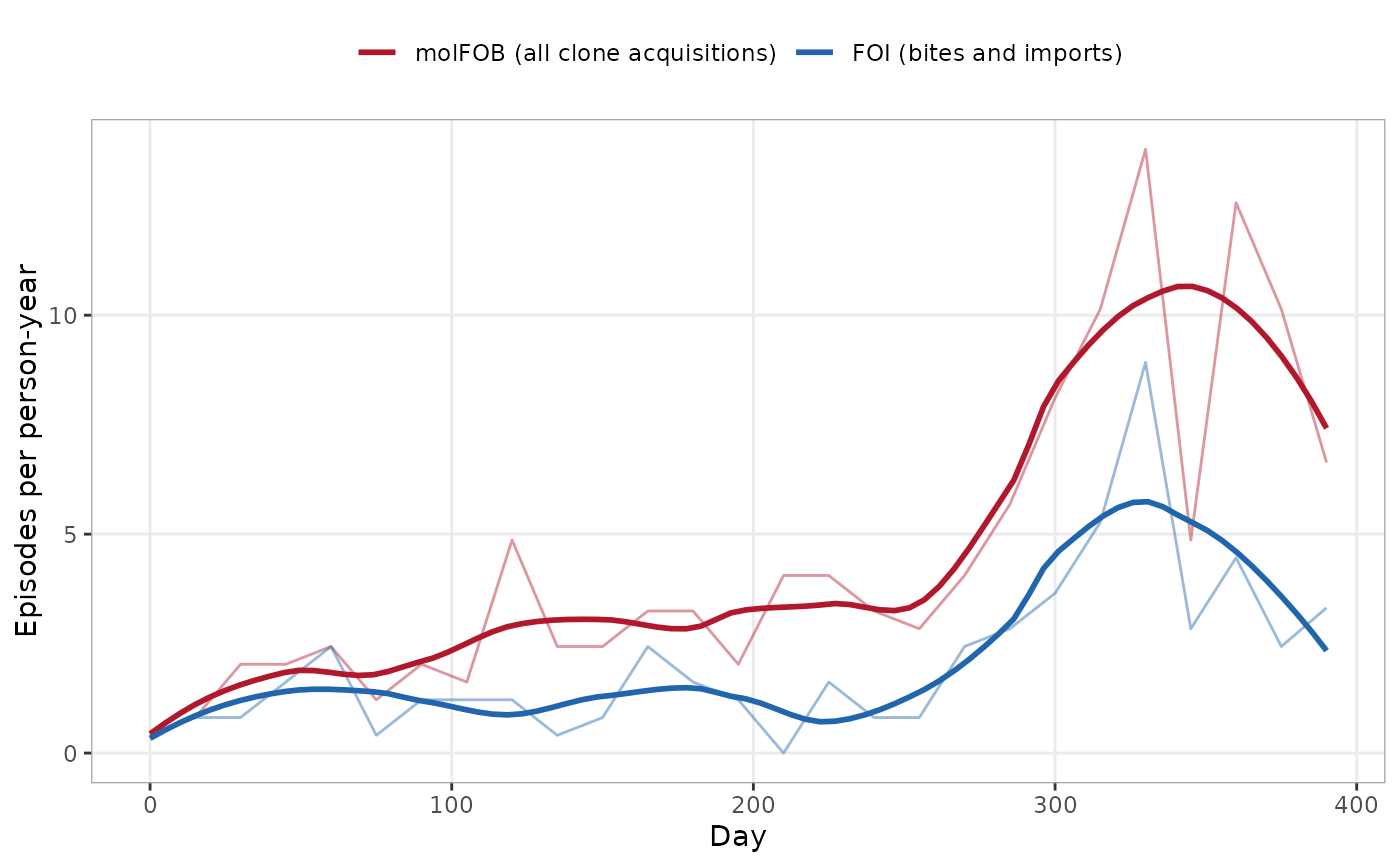 molFOB (all clone acquisitions) FOI (bites and imports)
Episodes per person-year
10
5
0
0 100 200 300 400
Day